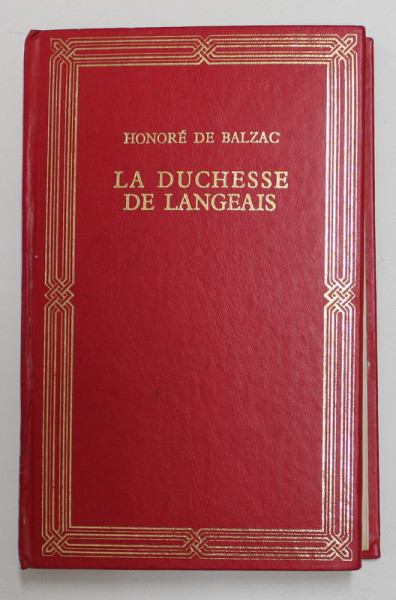 HONORÉ DE BALZAC
LA DUCHESSE
DE LANGEAIS